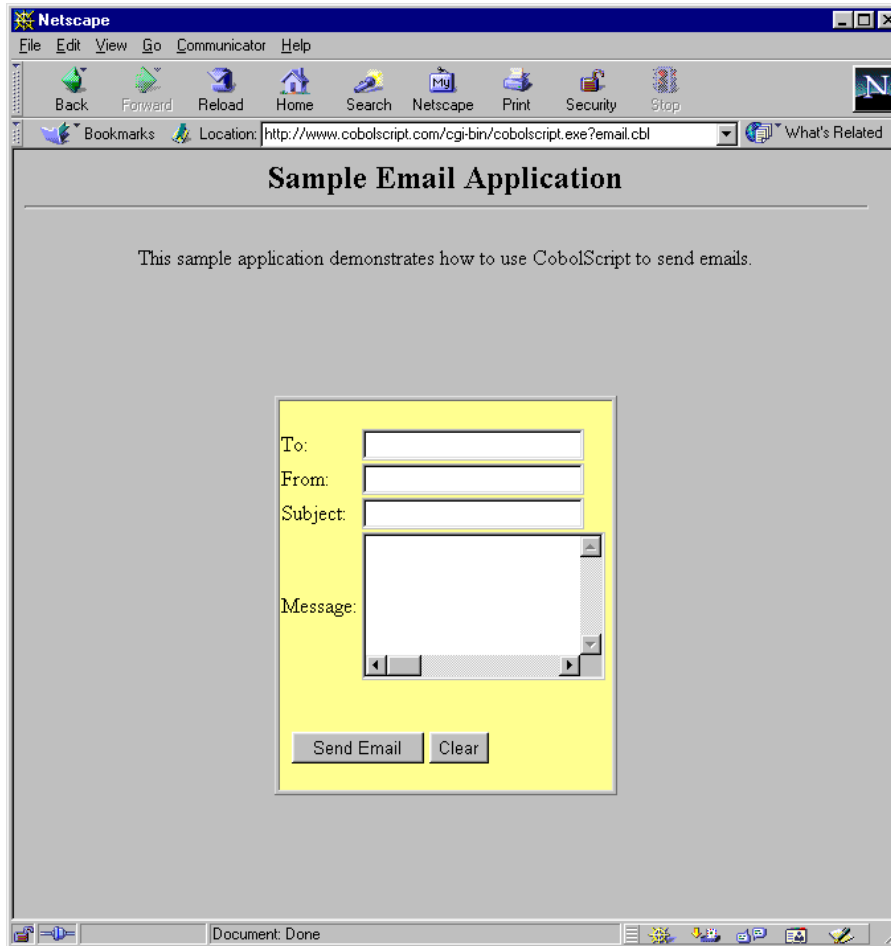 Netscape
File Edit View Go Communicator Help
Back Forward Reload Home Search Netscape Print Security Stop
My
N
Bookmarks Location: http://www.cobolscript.com/cgi-bin/cobolscript.exe?email.cbl What's Related
Sample Email Application
This sample application demonstrates how to use CobolScript to send emails.
To:
From:
Subject:
Message:
Send Email Clear
Document: Done